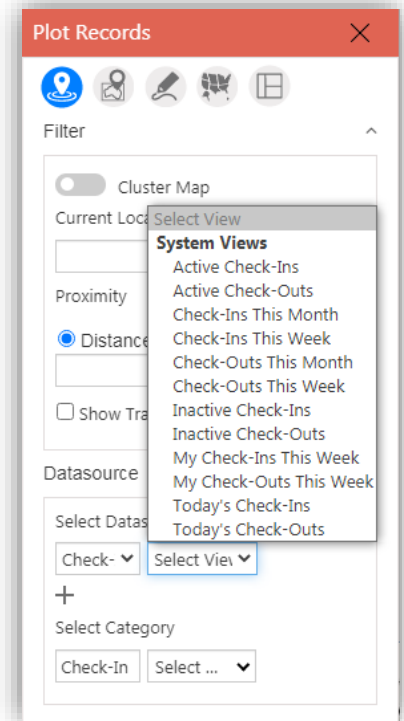 Plot Records
Filter
Cluster Map
Current Loca
Select View
System Views
Active Check-Ins
Active Check-Outs
Check-Ins This Month
Check-Ins This Week
Check-Outs This Month
Check-Outs This Week
Inactive Check-Ins
Inactive Check-Outs
My Check-Ins This Week
My Check-Outs This Week
Today's Check-Ins
Today's Check-Outs
Proximity
Distance
Show Tra
Datasource
Select Datas
Check- Select View
Select Category
Check-In Select ...